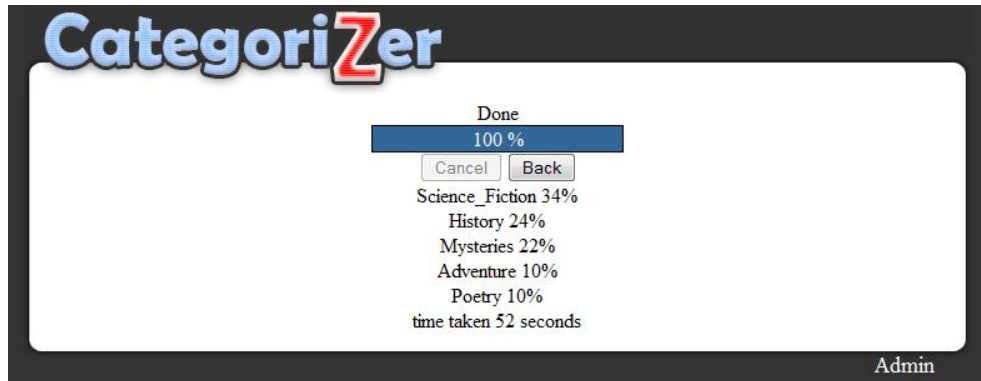 CategoriZer
Done
100 %
Cancel Back
Science_Fiction 34%
History 24%
Mysteries 22%
Adventure 10%
Poetry 10%
time taken 52 seconds
Admin